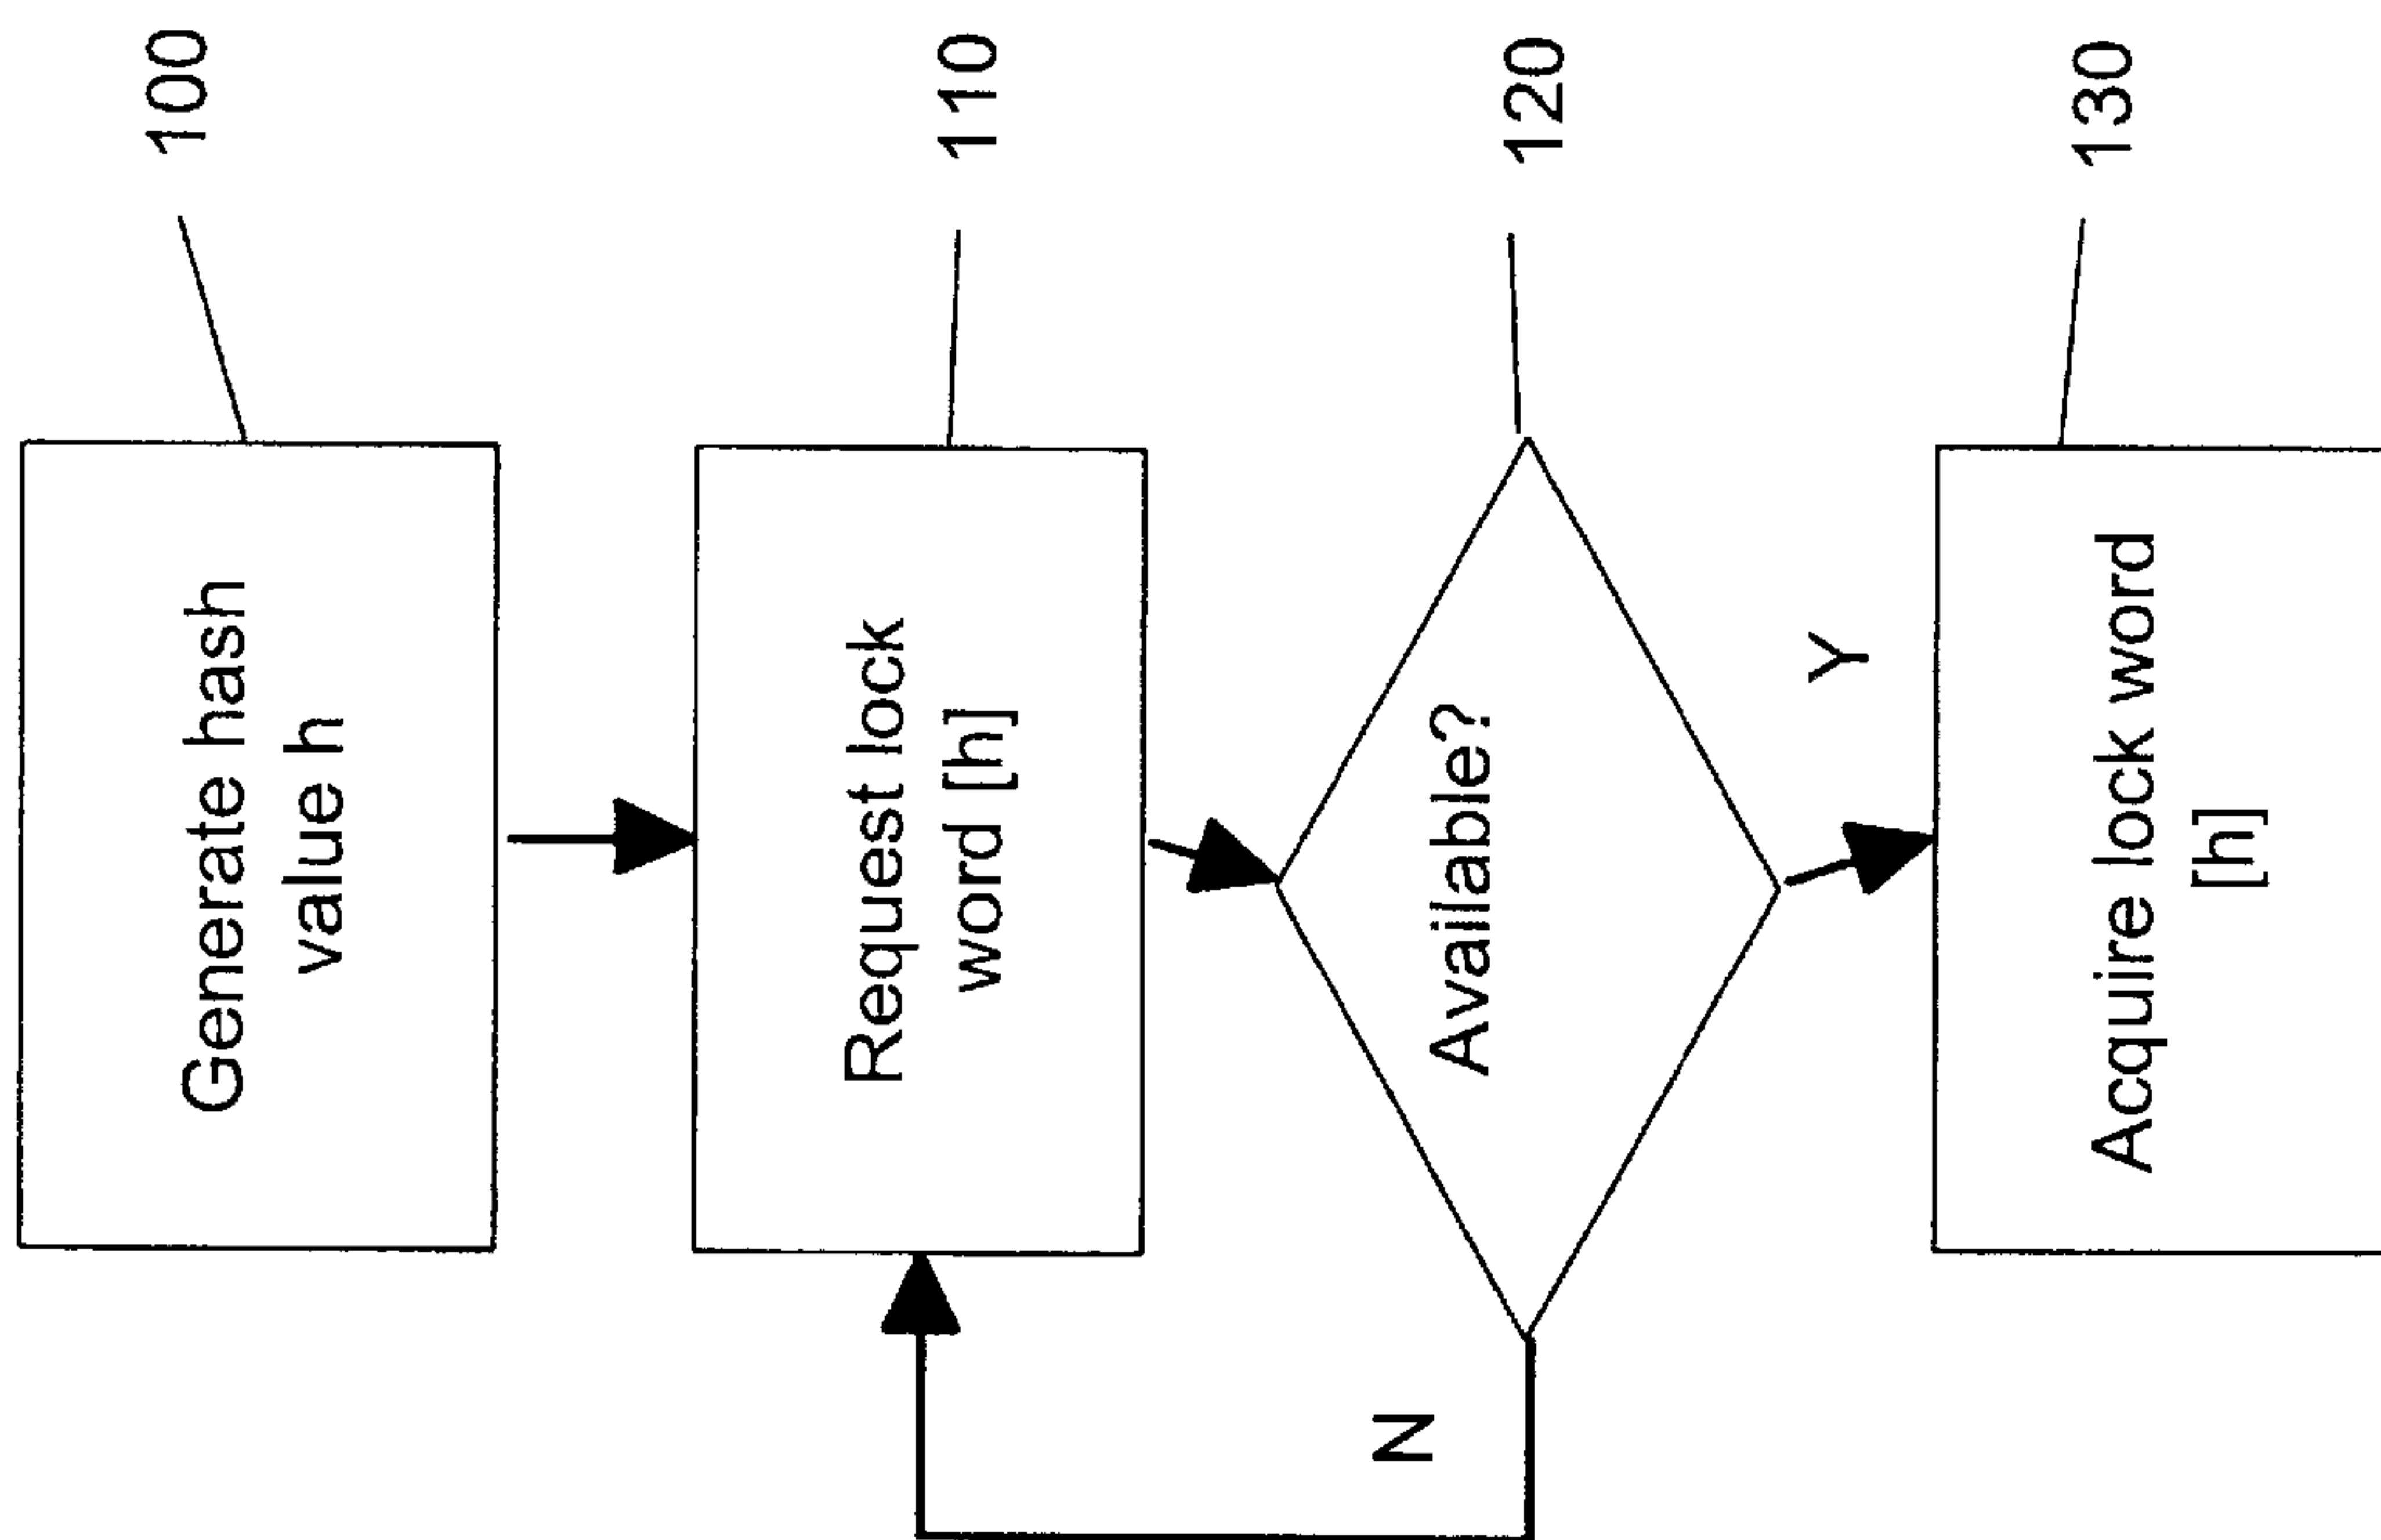 Generate hash
value h
100
Request lock
word [h]
110
Available?
120
N
Y
Acquire lock word
[h]
130